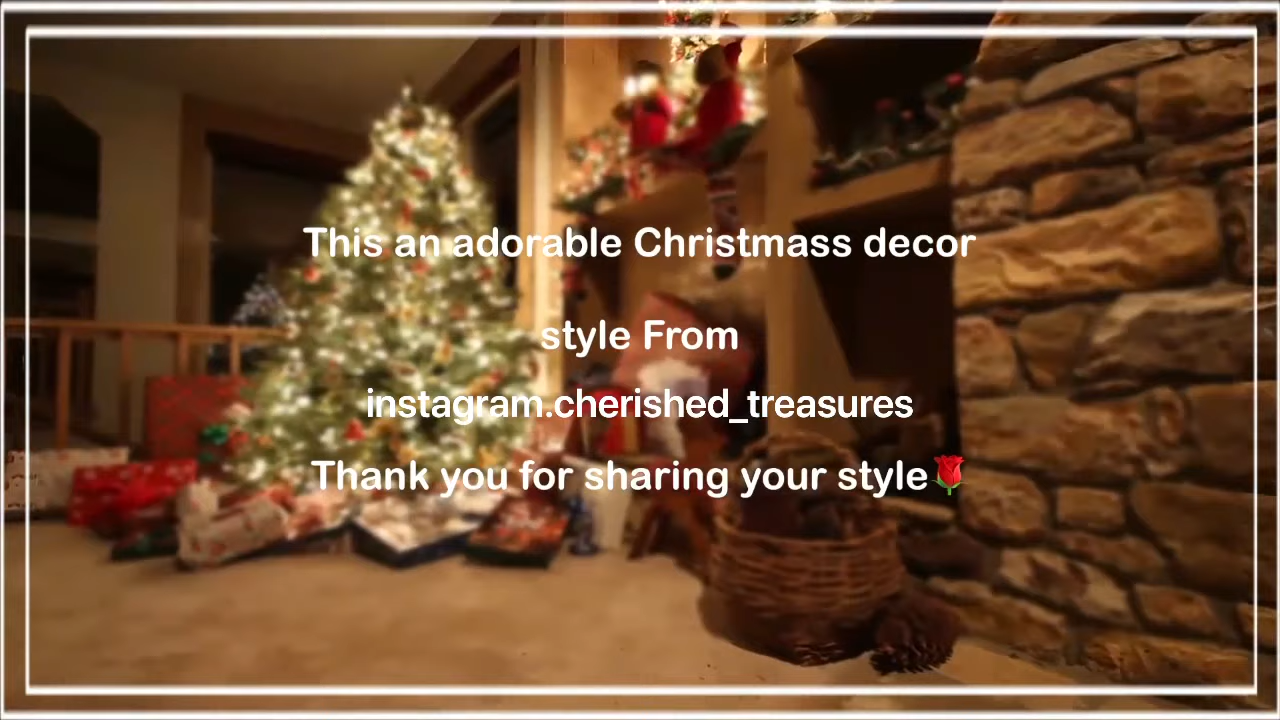 This an adorable Christmass decor
style From
instagram.cherished_treasures
Thank you for sharing your style🌹